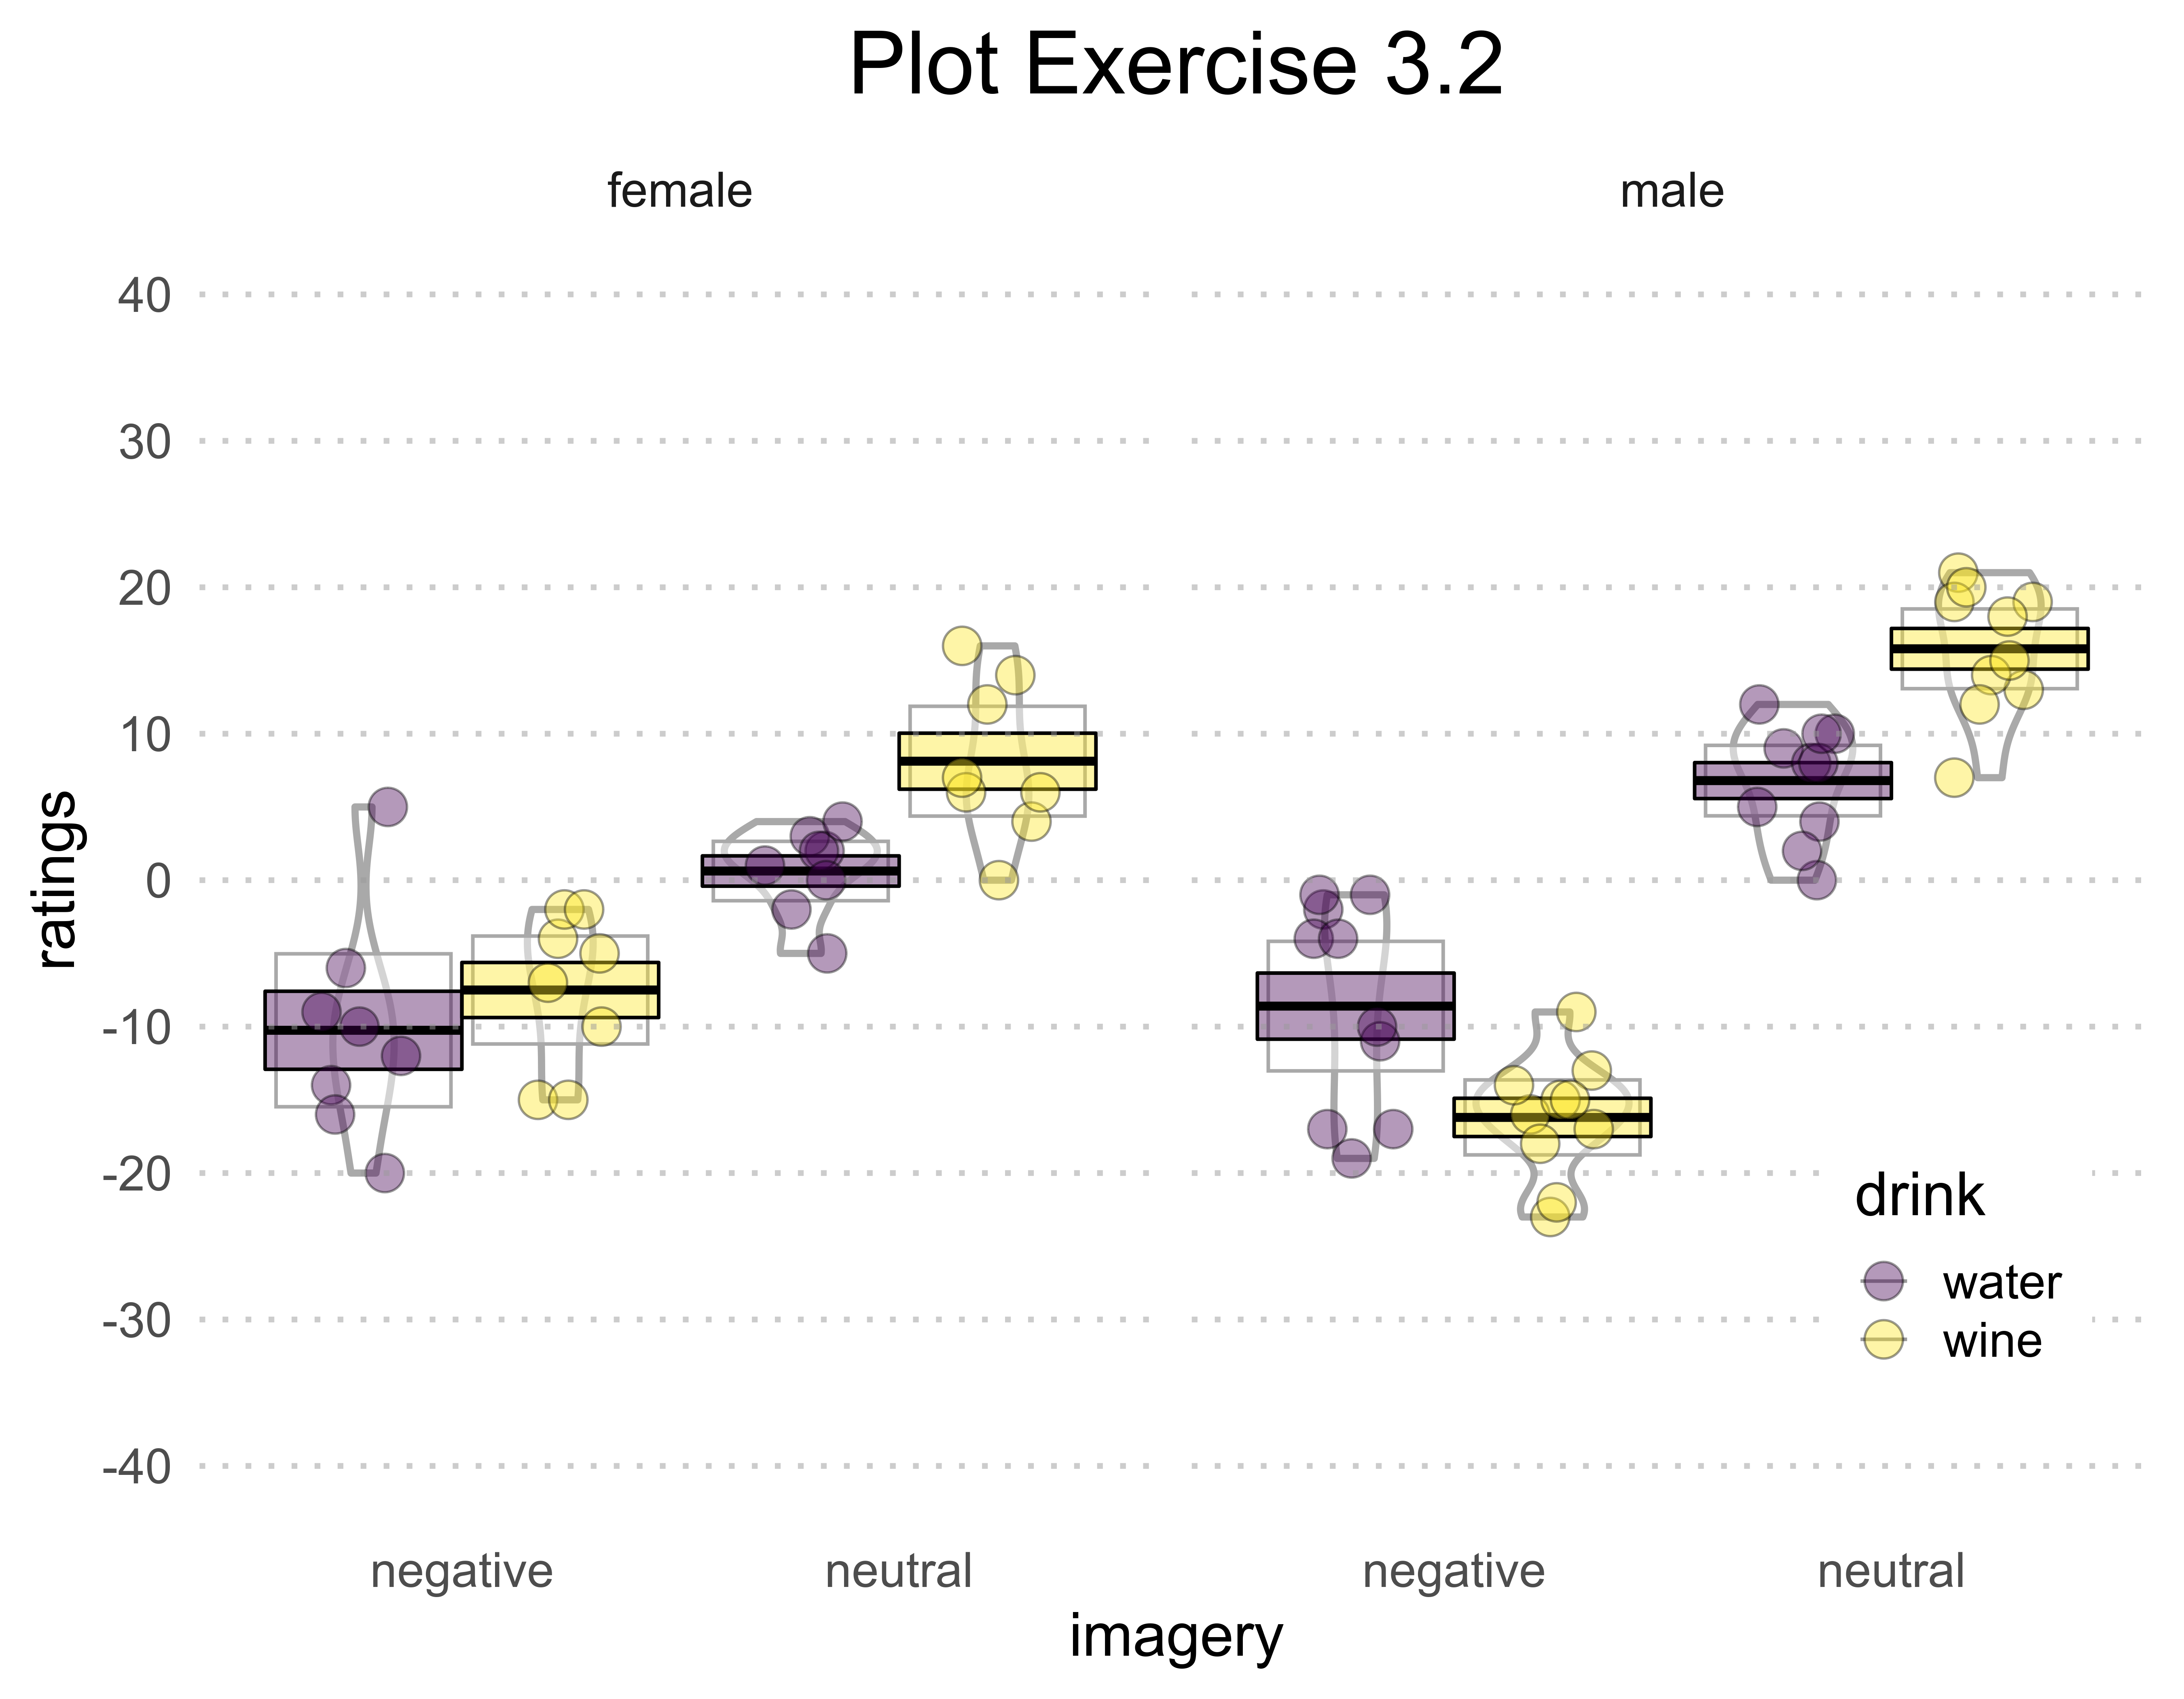 Plot Exercise 3.2
female male
40
30
20
10
0
-10
-20
-30
-40
ratings
drink
water
wine
negative neutral negative neutral
imagery